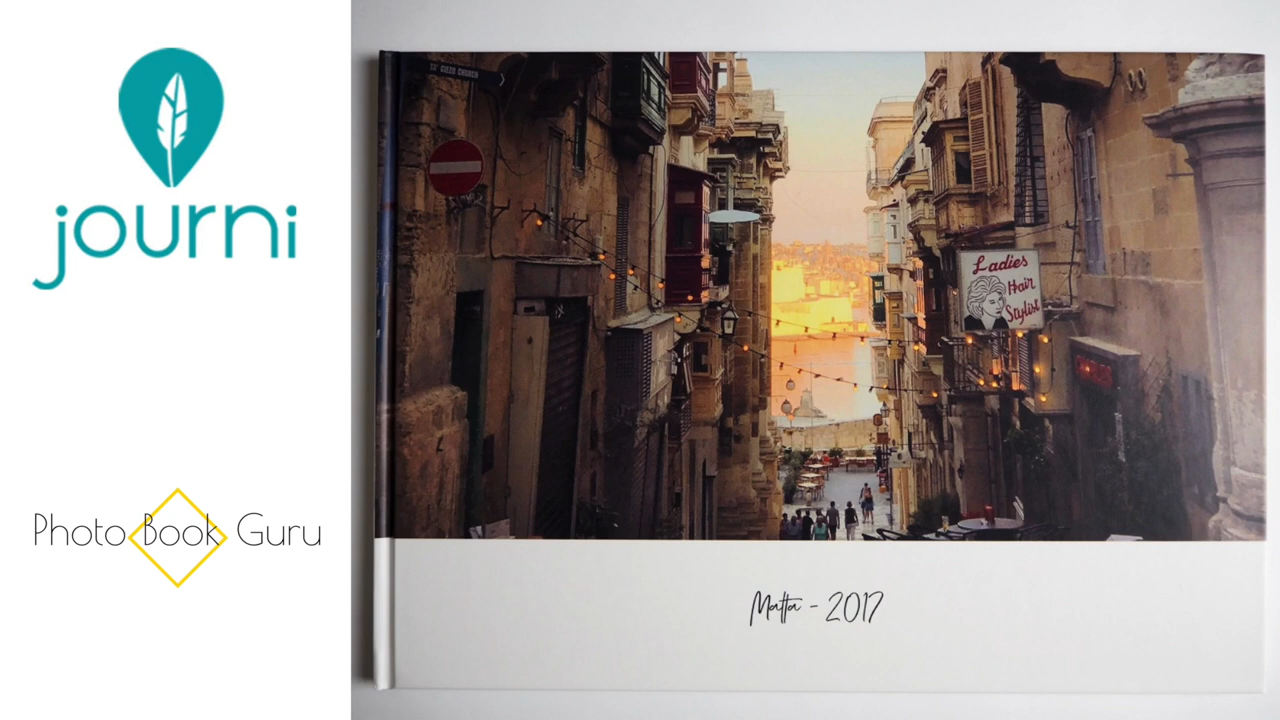 journi
Photo Book Guru
Ladies
Hair
Stylist
Malta - 2017